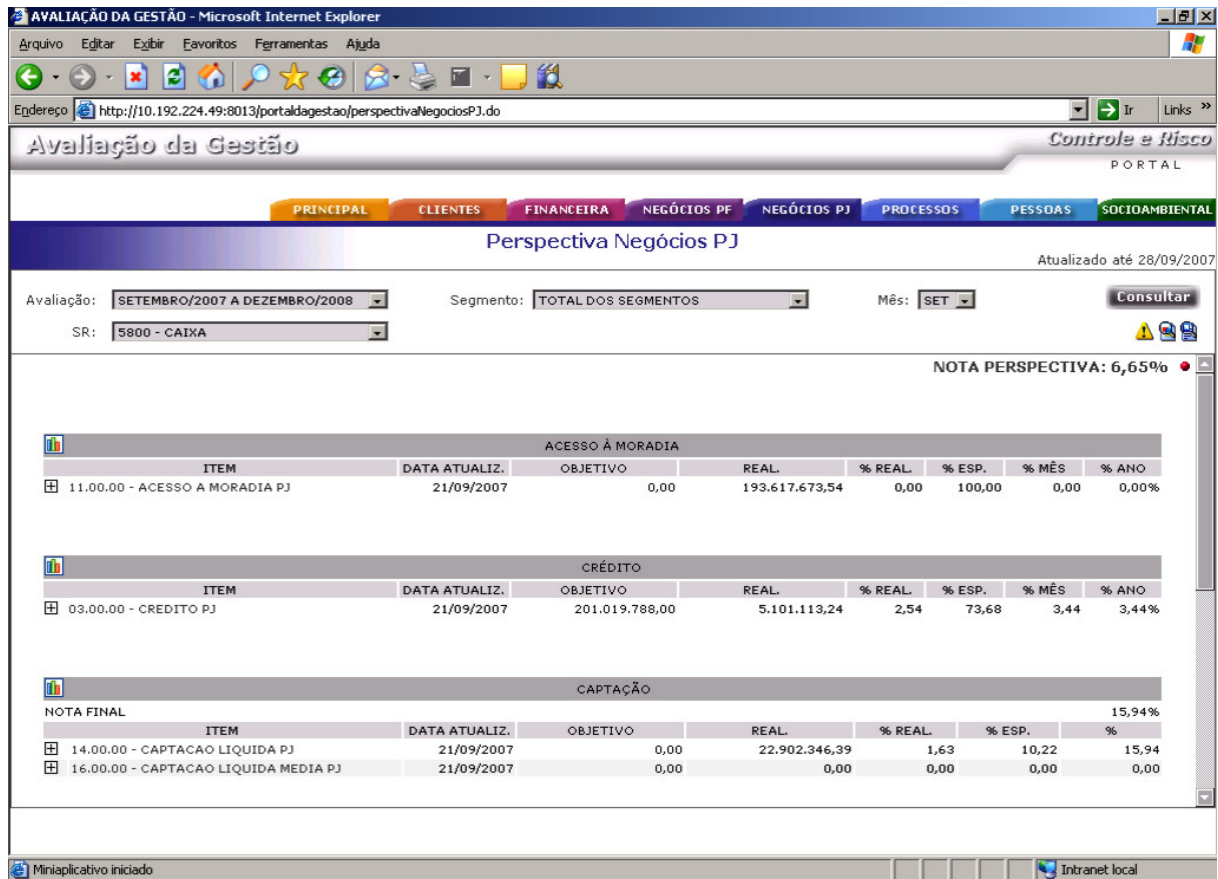 AVALIAÇÃO DA GESTÃO - Microsoft Internet Explorer
Arquivo Editar Exibir Favoritos Ferramentas Ajuda
Endereço http://10.192.224.49:8013/portaldagestao/perspectivaNegociosPJ.do Ir Links »
Avaliação da Gestão Controle e Risco
PORTAL
PRINCIPAL CLIENTES FINANCEIRA NEGÓCIOS PF NEGÓCIOS PJ PROCESSOS PESSOAS SOCIOAMBIENTAL
Perspectiva Negócios PJ
Atualizado até 28/09/2007
Avaliação: SETEMBRO/2007 A DEZEMBRO/2008 Segmento: TOTAL DOS SEGMENTOS Mês: SET Consultar
SR: 5800 - CAIXA
NOTA PERSPECTIVA: 6,65%
ACESSO À MORADIA
ITEM DATA ATUALIZ. OBJETIVO REAL. % REAL. % ESP. % MÊS % ANO
11.00.00 - ACESSO A MORADIA PJ 21/09/2007 0,00 193.617.673,54 0,00 100,00 0,00 0,00%
CRÉDITO
ITEM DATA ATUALIZ. OBJETIVO REAL. % REAL. % ESP. % MÊS % ANO
03.00.00 - CREDITO PJ 21/09/2007 201.019.788,00 5.101.113,24 2,54 73,68 3,44 3,44%
CAPTAÇÃO
NOTA FINAL 15,94%
ITEM DATA ATUALIZ. OBJETIVO REAL. % REAL. % ESP. %
14.00.00 - CAPTACAO LIQUIDA PJ 21/09/2007 0,00 22.902.346,39 1,63 10,22 15,94
16.00.00 - CAPTACAO LIQUIDA MEDIA PJ 21/09/2007 0,00 0,00 0,00 0,00 0,00
Miniaplicativo iniciado Intranet local